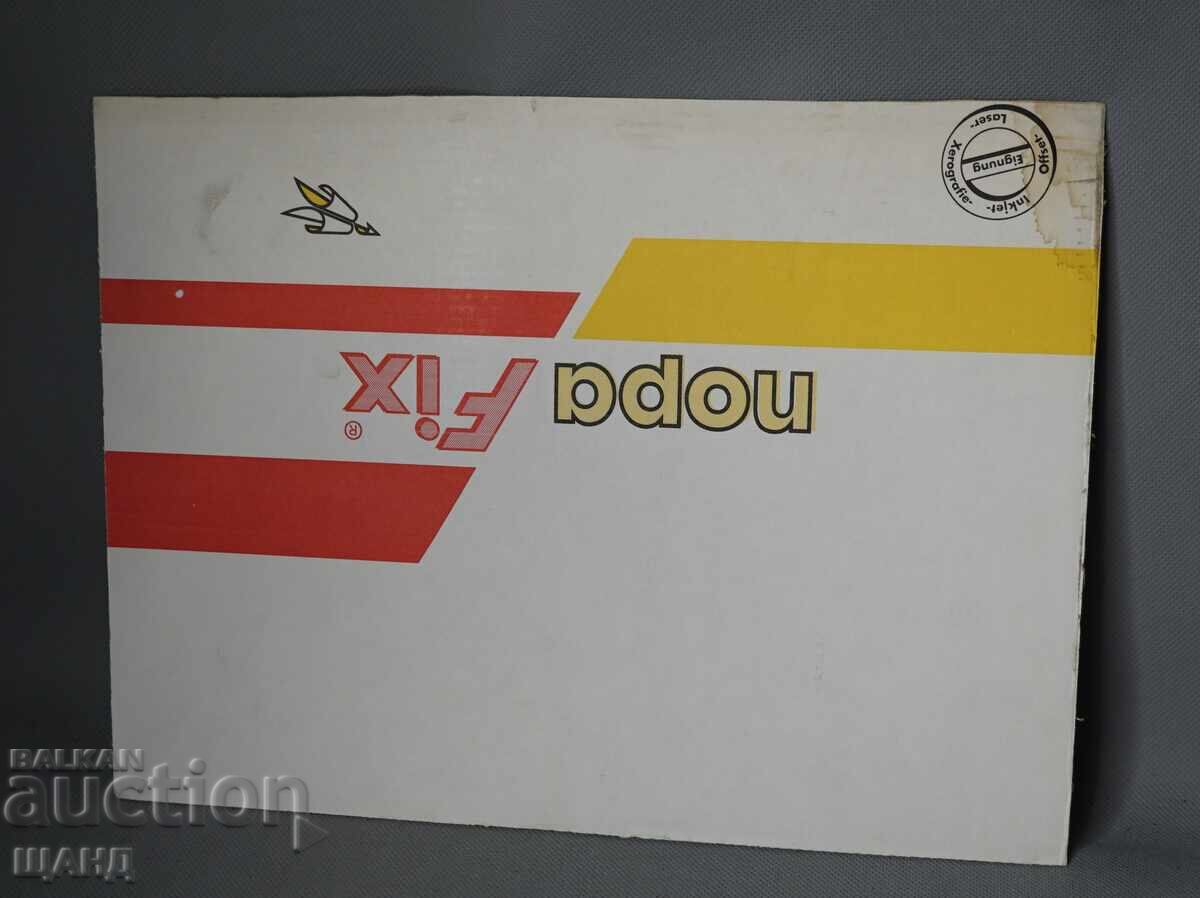 nopa Fix ®
Offset-
Inkjet-
Xerografie-
Laser-
Eignung
BALKAN
auction
ШАНД